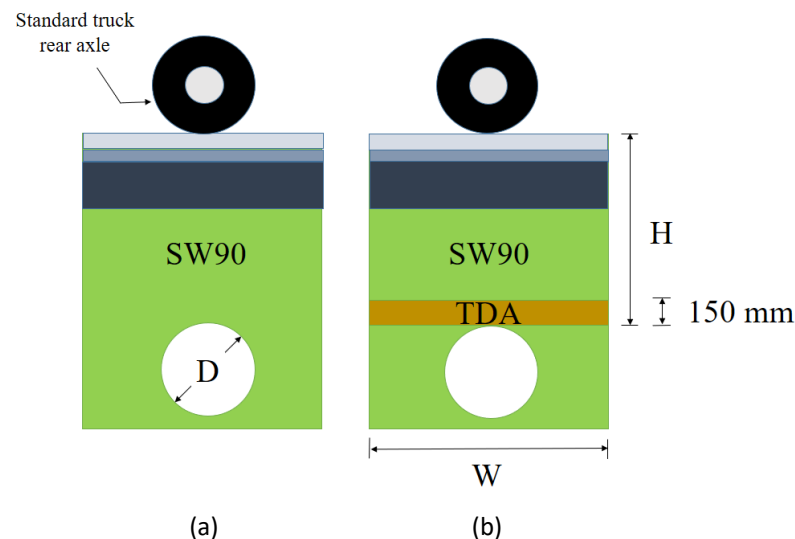 Standard truck
rear axle
SW90
D
SW90
TDA
H
150 mm
W
(a)
(b)